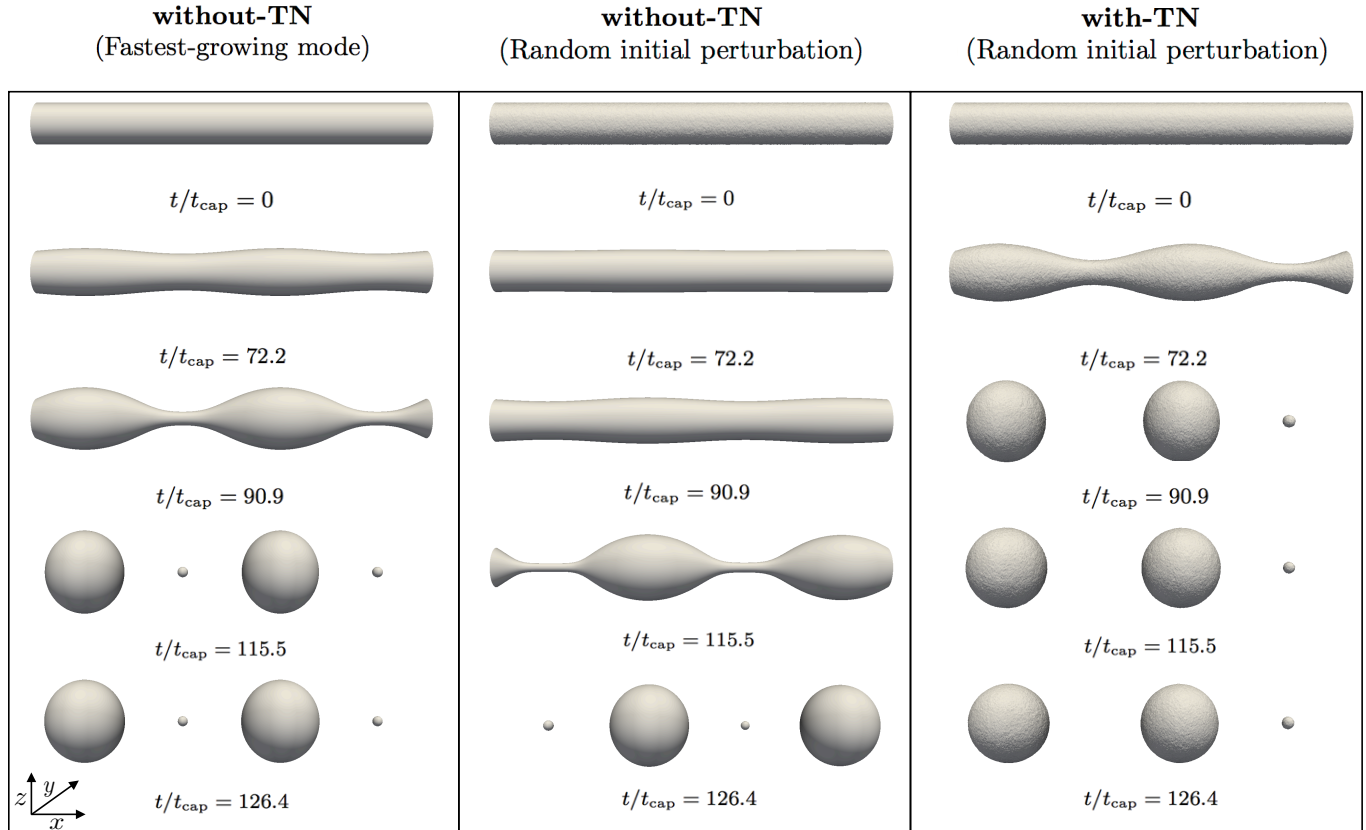 without-TN
(Fastest-growing mode)
without-TN
(Random initial perturbation)
with-TN
(Random initial perturbation)
t/t_cap = 0
t/t_cap = 72.2
t/t_cap = 90.9
t/t_cap = 115.5
t/t_cap = 126.4
z
y
x
t/t_cap = 0
t/t_cap = 72.2
t/t_cap = 90.9
t/t_cap = 115.5
t/t_cap = 126.4
t/t_cap = 0
t/t_cap = 72.2
t/t_cap = 90.9
t/t_cap = 115.5
t/t_cap = 126.4